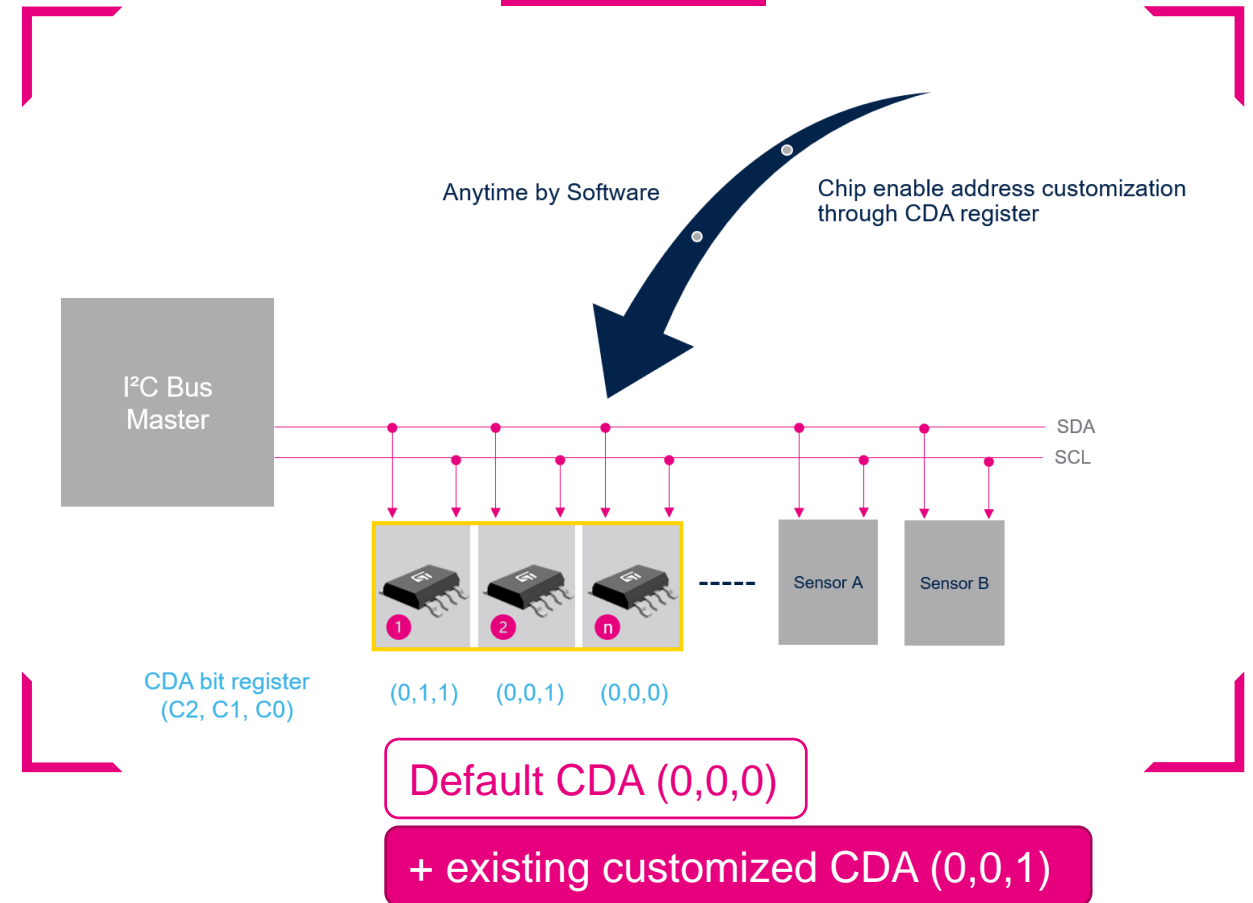 Anytime by Software
Chip enable address customization
through CDA register
I²C Bus
Master
SDA
SCL
Sensor A
Sensor B
1
2
n
CDA bit register
(C2, C1, C0)
(0,1,1)
(0,0,1)
(0,0,0)
Default CDA (0,0,0)
+ existing customized CDA (0,0,1)